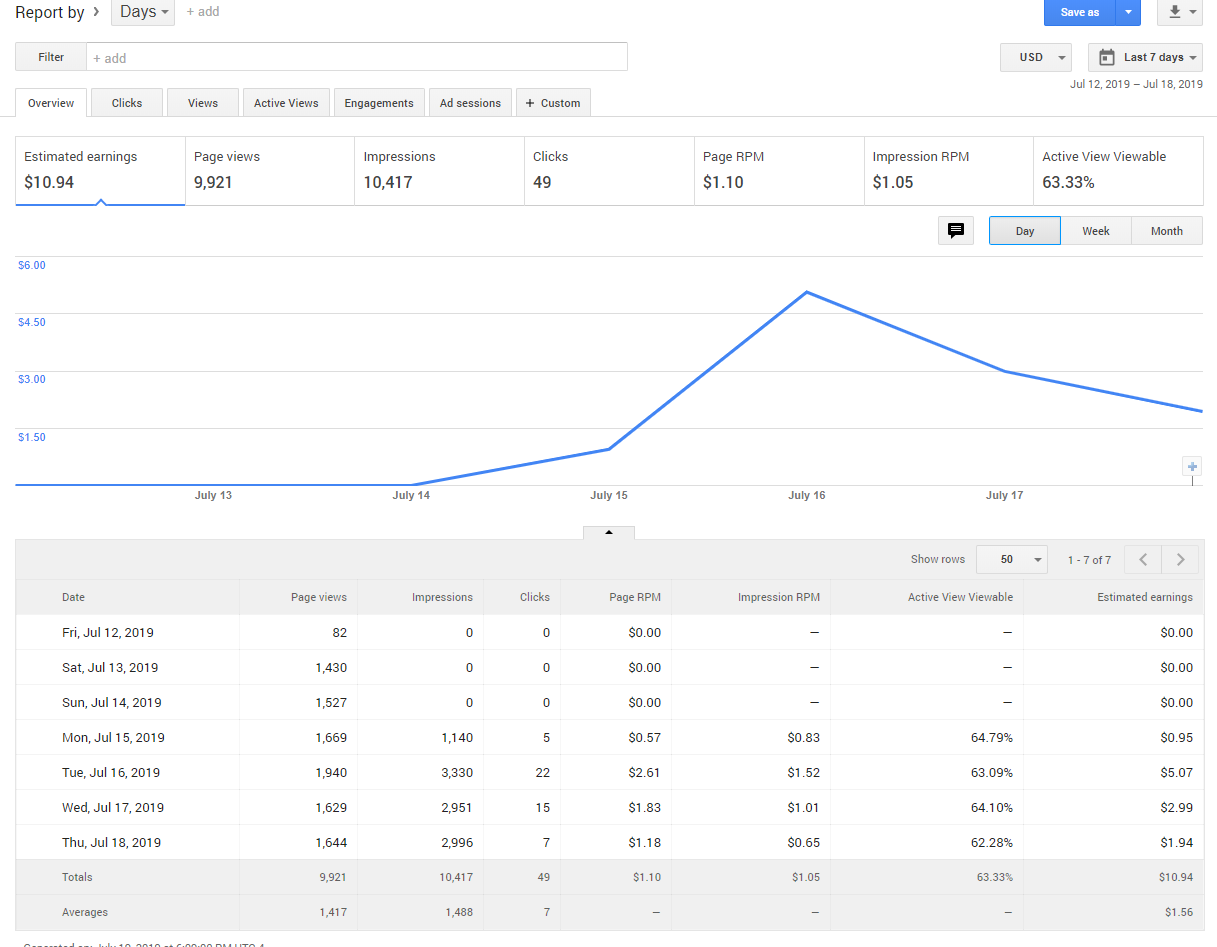 Report by › Days + add Save as
Filter + add USD Last 7 days
Jul 12, 2019 – Jul 18, 2019
Overview Clicks Views Active Views Engagements Ad sessions + Custom
Estimated earnings Page views Impressions Clicks Page RPM Impression RPM Active View Viewable
$10.94 9,921 10,417 49 $1.10 $1.05 63.33%
Day Week Month
$6.00
$4.50
$3.00
$1.50
July 13 July 14 July 15 July 16 July 17
Show rows 50 1 - 7 of 7
Date Page views Impressions Clicks Page RPM Impression RPM Active View Viewable Estimated earnings
Fri, Jul 12, 2019 82 0 0 $0.00 — — $0.00
Sat, Jul 13, 2019 1,430 0 0 $0.00 — — $0.00
Sun, Jul 14, 2019 1,527 0 0 $0.00 — — $0.00
Mon, Jul 15, 2019 1,669 1,140 5 $0.57 $0.83 64.79% $0.95
Tue, Jul 16, 2019 1,940 3,330 22 $2.61 $1.52 63.09% $5.07
Wed, Jul 17, 2019 1,629 2,951 15 $1.83 $1.01 64.10% $2.99
Thu, Jul 18, 2019 1,644 2,996 7 $1.18 $0.65 62.28% $1.94
Totals 9,921 10,417 49 $1.10 $1.05 63.33% $10.94
Averages 1,417 1,488 7 — — — $1.56
Generated on: July